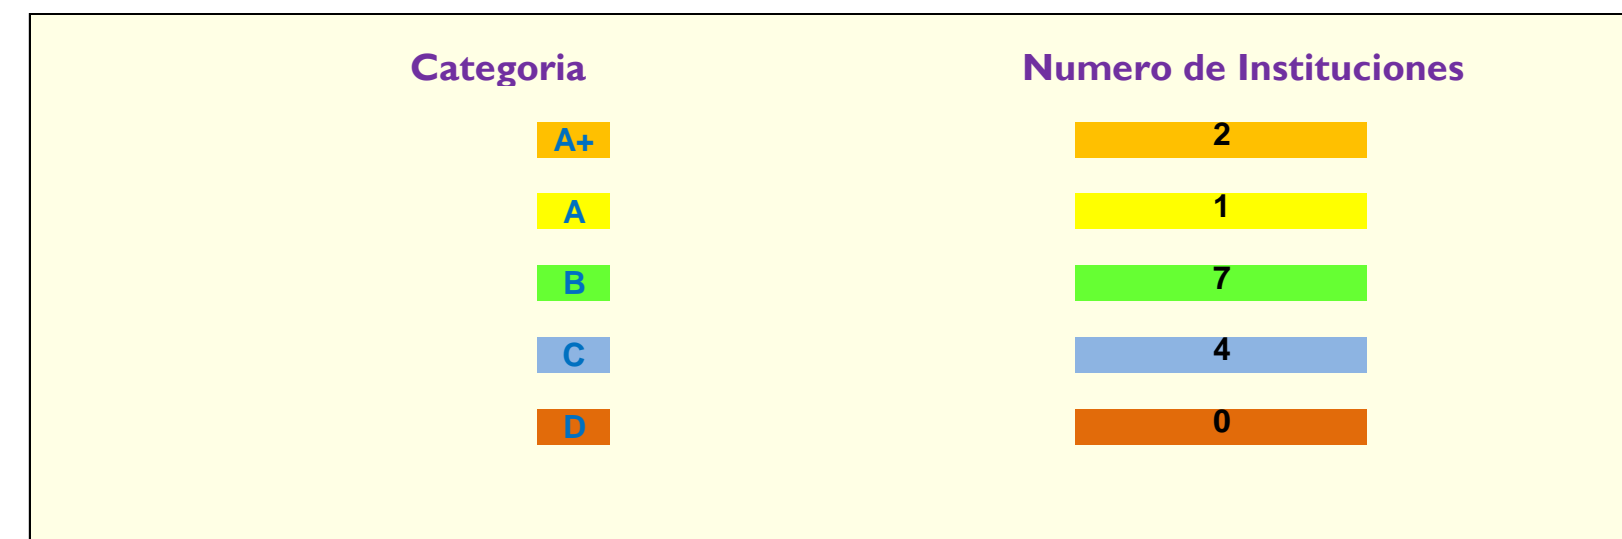 Categoria Numero de Instituciones
A+ 2
A 1
B 7
C 4
D 0